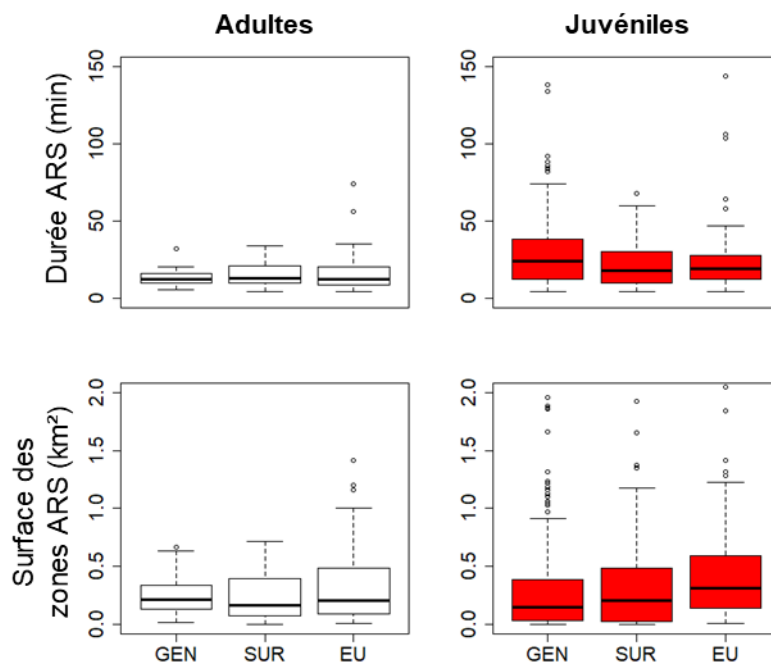 Adultes
Juvéniles
Durée ARS (min)
150
100
50
0
150
100
50
0
Surface des
zones ARS (km²)
2.0
1.5
1.0
0.5
0.0
2.0
1.5
1.0
0.5
0.0
GEN SUR EU
GEN SUR EU